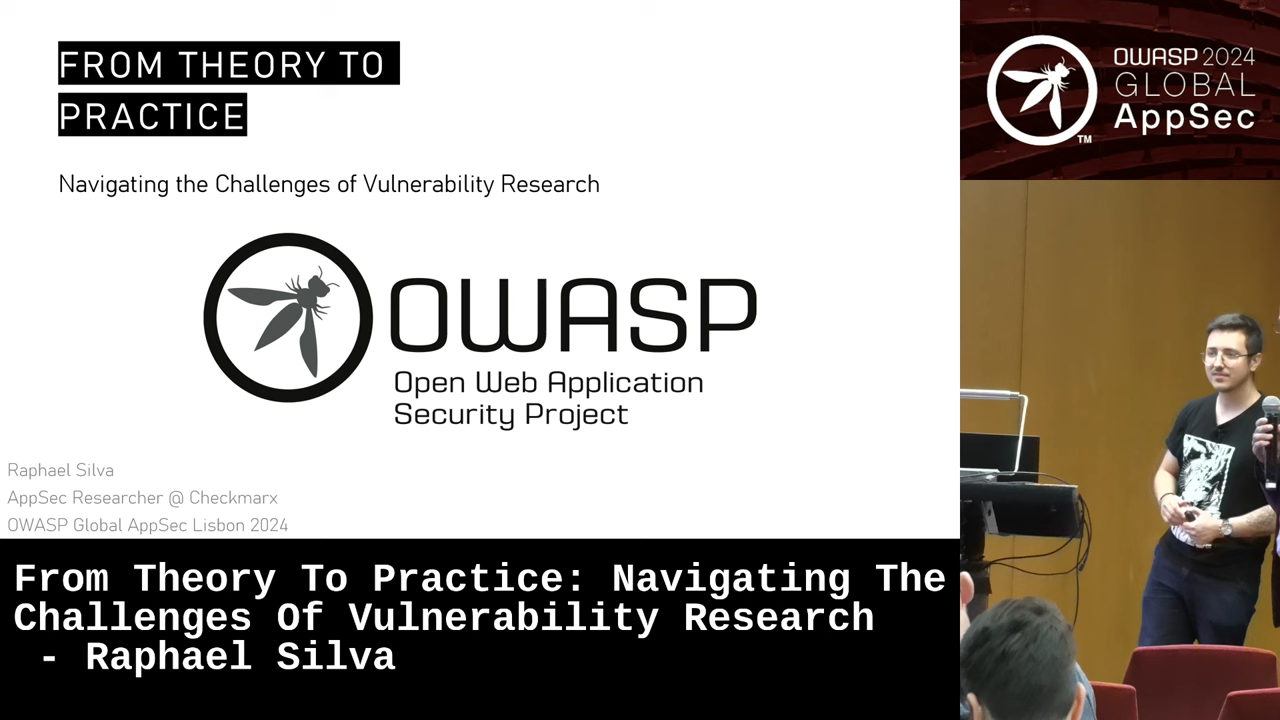 FROM THEORY TO
PRACTICE
Navigating the Challenges of Vulnerability Research
OWASP
Open Web Application
Security Project
Raphael Silva
AppSec Researcher @ Checkmarx
OWASP Global AppSec Lisbon 2024
OWASP 2024
GLOBAL
AppSec
TM
From Theory To Practice: Navigating The
Challenges Of Vulnerability Research
- Raphael Silva